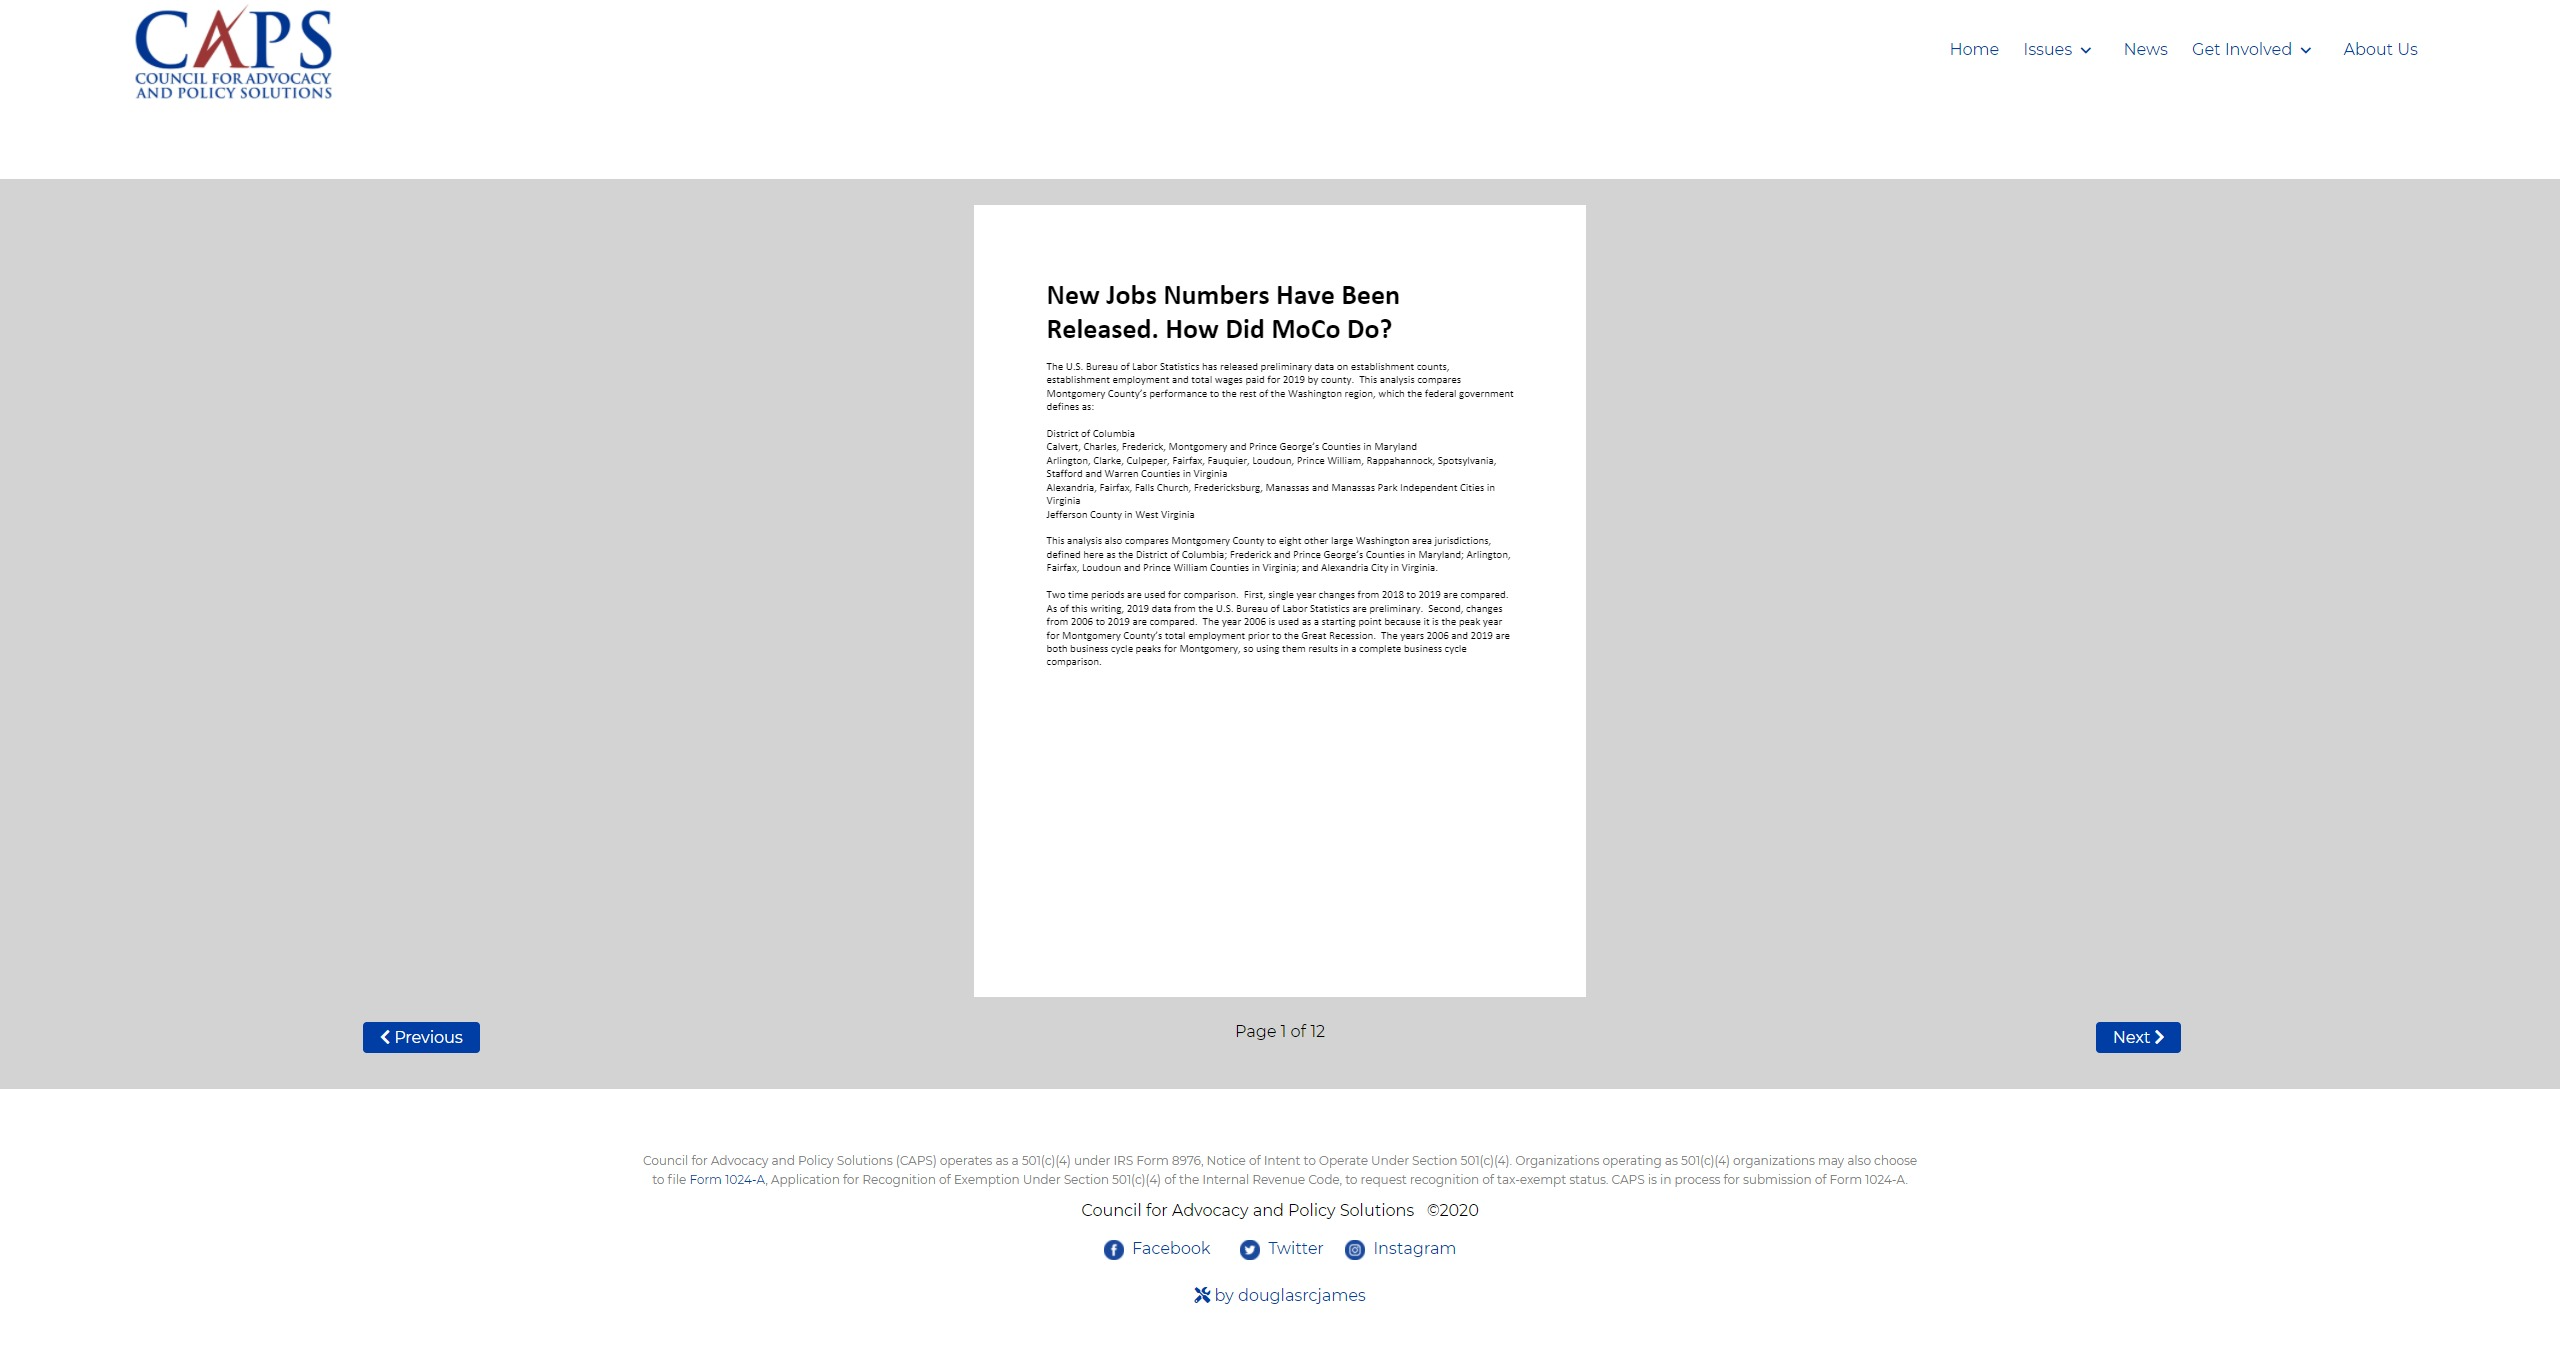 CAPS
COUNCIL FOR ADVOCACY
AND POLICY SOLUTIONS
Home Issues News Get Involved About Us
New Jobs Numbers Have Been
Released. How Did MoCo Do?
The U.S. Bureau of Labor Statistics has released preliminary data on establishment counts,
establishment employment and total wages paid for 2019 by county. This analysis compares
Montgomery County's performance to the rest of the Washington region, which the federal government
defines as:
District of Columbia
Calvert, Charles, Frederick, Montgomery and Prince George's Counties in Maryland
Arlington, Clarke, Culpeper, Fairfax, Fauquier, Loudoun, Prince William, Rappahannock, Spotsylvania,
Stafford and Warren Counties in Virginia
Alexandria, Fairfax, Falls Church, Fredericksburg, Manassas and Manassas Park Independent Cities in
Virginia
Jefferson County in West Virginia
This analysis also compares Montgomery County to eight other large Washington area jurisdictions,
defined here as the District of Columbia; Frederick and Prince George's Counties in Maryland; Arlington,
Fairfax, Loudoun and Prince William Counties in Virginia; and Alexandria City in Virginia.
Two time periods are used for comparison. First, single year changes from 2018 to 2019 are compared.
As of this writing, 2019 data from the U.S. Bureau of Labor Statistics are preliminary. Second, changes
from 2006 to 2019 are compared. The year 2006 is used as a starting point because it is the peak year
for Montgomery County's total employment prior to the Great Recession. The years 2006 and 2019 are
both business cycle peaks for Montgomery, so using them results in a complete business cycle
comparison.
Previous Page 1 of 12 Next
Council for Advocacy and Policy Solutions (CAPS) operates as a 501(c)(4) under IRS Form 8976, Notice of Intent to Operate Under Section 501(c)(4). Organizations operating as 501(c)(4) organizations may also choose
to file Form 1024-A, Application for Recognition of Exemption Under Section 501(c)(4) of the Internal Revenue Code, to request recognition of tax-exempt status. CAPS is in process for submission of Form 1024-A.
Council for Advocacy and Policy Solutions ©2020
Facebook Twitter Instagram
by douglasrcjames